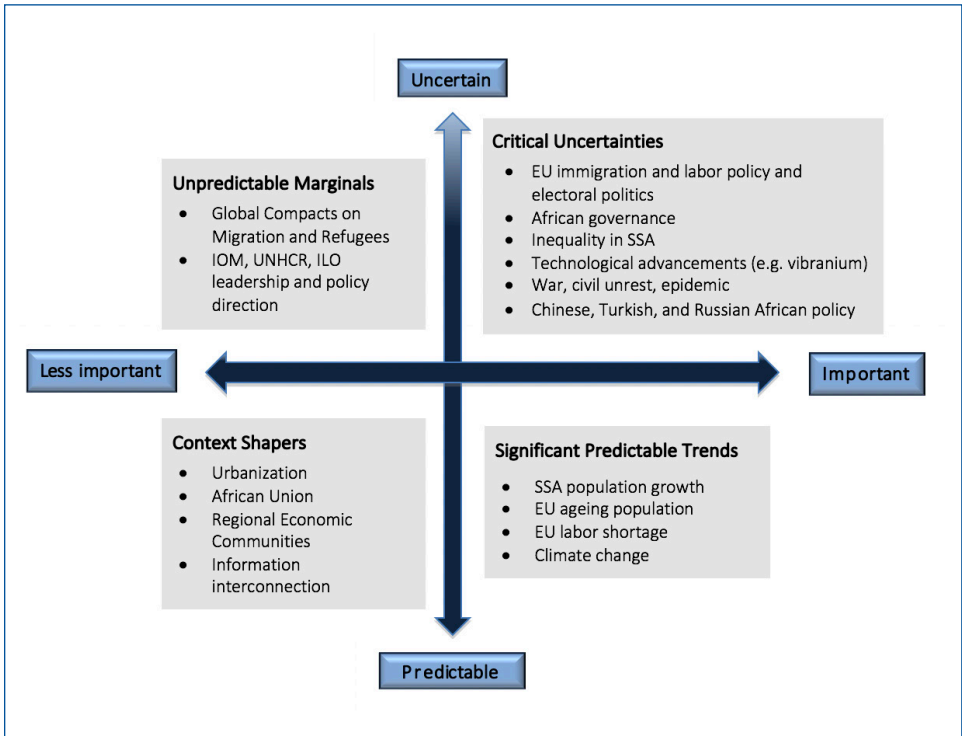 Uncertain
Critical Uncertainties
• EU immigration and labor policy and
electoral politics
• African governance
• Inequality in SSA
• Technological advancements (e.g. vibranium)
• War, civil unrest, epidemic
• Chinese, Turkish, and Russian African policy
Unpredictable Marginals
• Global Compacts on
Migration and Refugees
• IOM, UNHCR, ILO
leadership and policy
direction
Less important
Important
Context Shapers
• Urbanization
• African Union
• Regional Economic
Communities
• Information
interconnection
Significant Predictable Trends
• SSA population growth
• EU ageing population
• EU labor shortage
• Climate change
Predictable